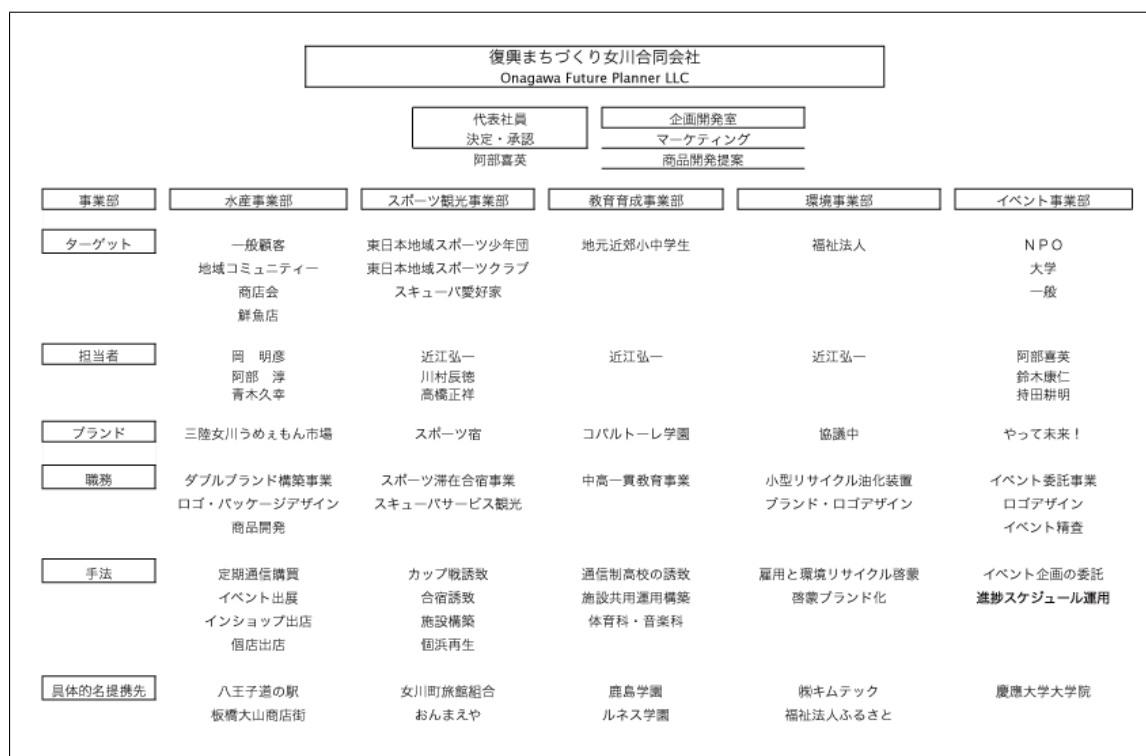 復興まちづくり女川合同会社
Onagawa Future Planner LLC
代表社員 企画開発室
決定・承認 マーケティング
阿部喜英 商品開発提案
事業部 水産事業部 スポーツ観光事業部 教育育成事業部 環境事業部 イベント事業部
ターゲット 一般顧客 東日本地域スポーツ少年団 地元近郊小中学生 福祉法人 NPO
地域コミュニティー 東日本地域スポーツクラブ 大学
商店会 スキューバ愛好家 一般
鮮魚店
担当者 岡 明彦 近江弘一 近江弘一 近江弘一 阿部喜英
阿部 淳 川村辰徳 鈴木康仁
青木久幸 高橋正祥 持田耕明
ブランド 三陸女川うめぇもん市場 スポーツ宿 コバルトーレ学園 協議中 やって未来!
職務 ダブルブランド構築事業 スポーツ滞在合宿事業 中高一貫教育事業 小型リサイクル油化装置 イベント委託事業
ロゴ・パッケージデザイン スキューバサービス観光 ブランド・ロゴデザイン ロゴデザイン
商品開発 イベント精査
手法 定期通信購買 カップ戦誘致 通信制高校の誘致 雇用と環境リサイクル啓蒙 イベント企画の委託
イベント出展 合宿誘致 施設共用運用構築 啓蒙ブランド化 進捗スケジュール運用
インショップ出店 施設構築 体育科・音楽科
個店出店 個浜再生
具体的名提携先 八王子道の駅 女川町旅館組合 鹿島学園 ㈱キムテック 慶應大学大学院
板橋大山商店街 おんまえや ルネス学園 福祉法人ふるさと